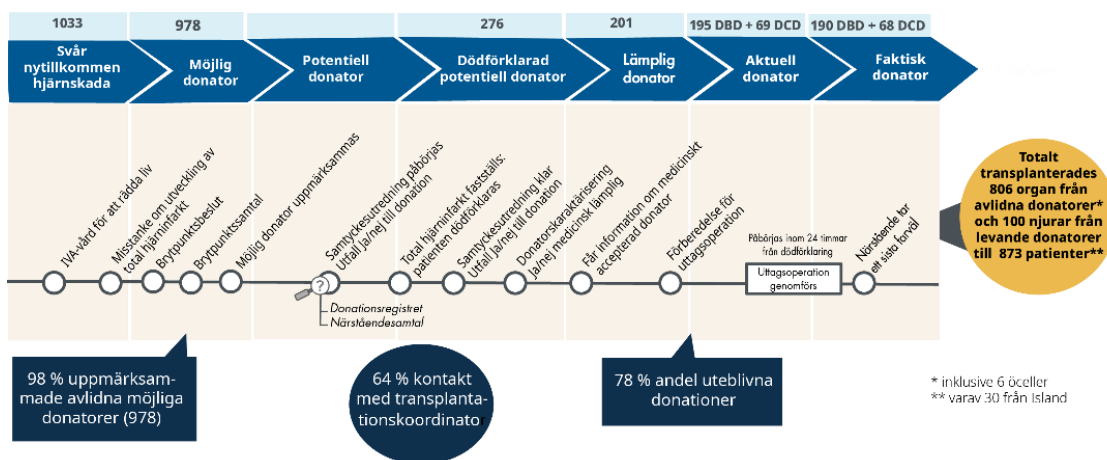 1033
978
276
201
195 DBD + 69 DCD
190 DBD + 68 DCD
Svår
nytillkommen
hjärnskada
Möjlig
donator
Potentiell
donator
Dödförklarad
potentiell donator
Lämplig
donator
Aktuell
donator
Faktisk
donator
IVA-vård för att rädda liv
Misstanke om utveckling av
total hjärninfarkt
Brytpunktsbeslut
Brytpunktssamtal
Möjlig donator uppmärksammas
Samtyckesutredning påbörjas
Utfall ja/nej till donation
Total hjärninfarkt fastställs:
patienten dödförklaras
Samtyckesutredning klar
Utfall ja/nej till donation
Donatorskaraktärisering
Ja/nej medicinsk lämplig
Får information om medicinskt
accepterad donator
Förberedelse för
uttagsoperation
Påbörjas inom 24 timmar
från dödförklaring
Uttagsoperation
genomförs
Närstående tar
ett sista farväl
?
Donationsregistret
Närståendesamtal
Totalt
transplanterades
806 organ från
avlidna donatorer*
och 100 njurar från
levande donatorer
till 873 patienter**
98 % uppmärksam-
made avlidna möjliga
donatorer (978)
64 % kontakt
med transplanta-
tionskoordinator
78 % andel uteblivna
donationer
* inklusive 6 öceller
** varav 30 från Island